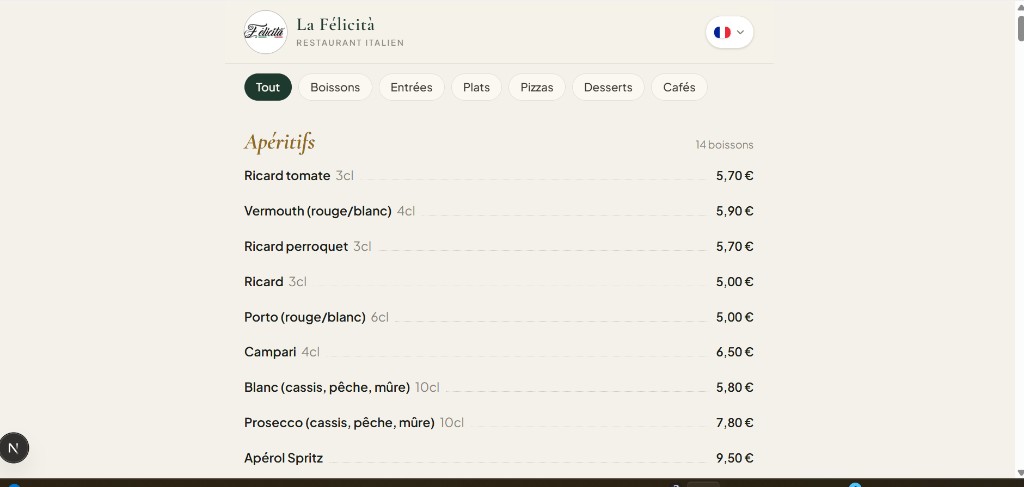 Félicità
La Félicità
RESTAURANT ITALIEN
Tout Boissons Entrées Plats Pizzas Desserts Cafés
Apéritifs 14 boissons
Ricard tomate 3cl 5,70 €
Vermouth (rouge/blanc) 4cl 5,90 €
Ricard perroquet 3cl 5,70 €
Ricard 3cl 5,00 €
Porto (rouge/blanc) 6cl 5,00 €
Campari 4cl 6,50 €
Blanc (cassis, pêche, mûre) 10cl 5,80 €
Prosecco (cassis, pêche, mûre) 10cl 7,80 €
N
Apérol Spritz 9,50 €